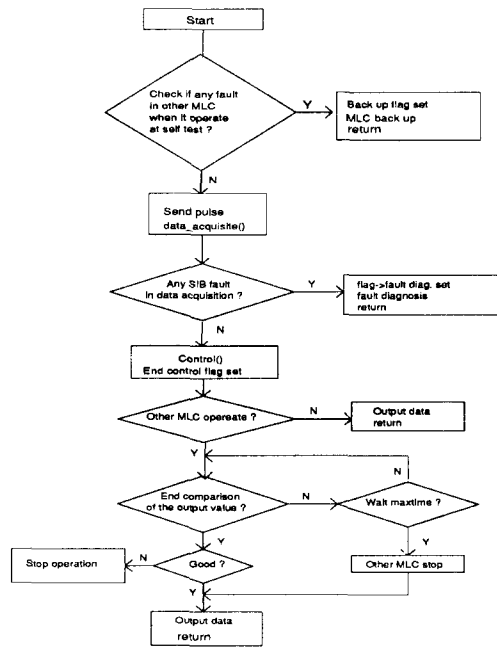 Start
Check if any fault
in other MLC
when it operate
at self test ?
Y
Back up flag set
MLC back up
return
N
Send pulse
data_acquisite()
Any SIB fault
in data acquisition ?
Y
flag->fault diag. set
fault diagnosis
return
N
Control()
End control flag set
Other MLC opereate ?
N
Output data
return
Y
N
End comparison
of the output value ?
N
Wait maxtime ?
Y
Y
Stop operation
N
Good ?
Other MLC stop
Y
Output data
return